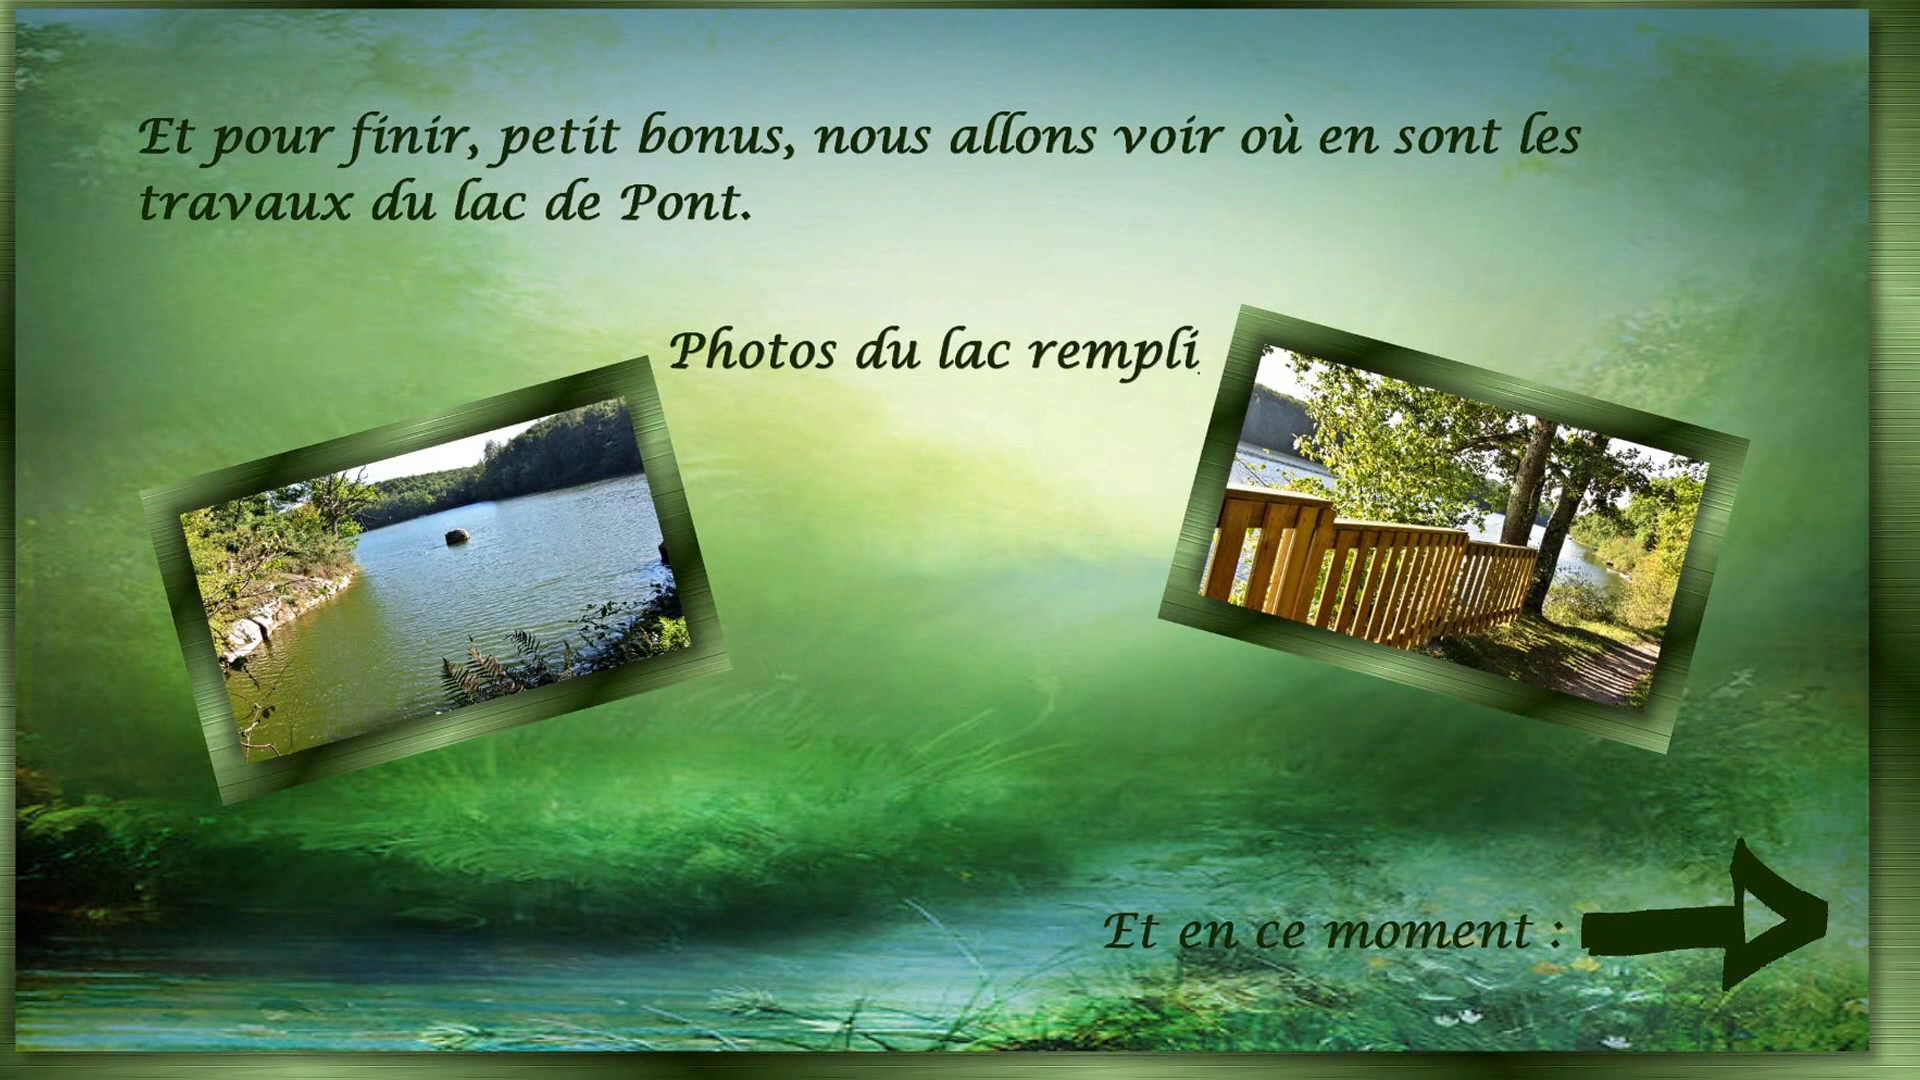 Et pour finir, petit bonus, nous allons voir où en sont les
travaux du lac de Pont.
Photos du lac rempli
Et en ce moment :